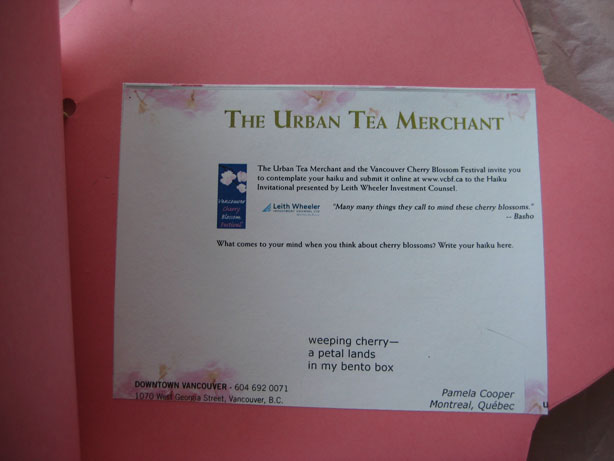 THE URBAN TEA MERCHANT
The Urban Tea Merchant and the Vancouver Cherry Blossom Festival invite you
to contemplate your haiku and submit it online at www.vcbf.ca to the Haiku
Invitational presented by Leith Wheeler Investment Counsel.
Vancouver
Cherry
Blossom
Festival
Leith Wheeler
INVESTMENT COUNSEL LTD.
"Many many things they call to mind these cherry blossoms."
-- Basho
What comes to your mind when you think about cherry blossoms? Write your haiku here.
weeping cherry—
a petal lands
in my bento box
DOWNTOWN VANCOUVER - 604 692 0071
1070 West Georgia Street, Vancouver, B.C.
Pamela Cooper
Montreal, Québec
u